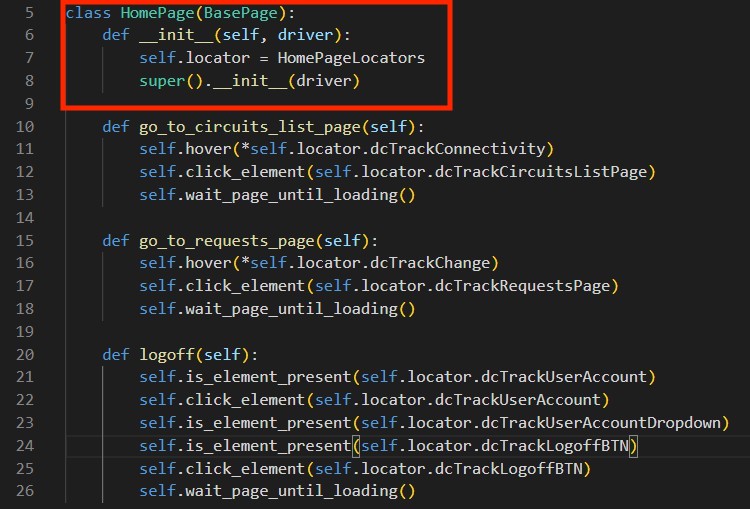 5 class HomePage(BasePage):
6 def __init__(self, driver):
7 self.locator = HomePageLocators
8 super().__init__(driver)
9
10 def go_to_circuits_list_page(self):
11 self.hover(*self.locator.dcTrackConnectivity)
12 self.click_element(self.locator.dcTrackCircuitsListPage)
13 self.wait_page_until_loading()
14
15 def go_to_requests_page(self):
16 self.hover(*self.locator.dcTrackChange)
17 self.click_element(self.locator.dcTrackRequestsPage)
18 self.wait_page_until_loading()
19
20 def logoff(self):
21 self.is_element_present(self.locator.dcTrackUserAccount)
22 self.click_element(self.locator.dcTrackUserAccount)
23 self.is_element_present(self.locator.dcTrackUserAccountDropdown)
24 self.is_element_present(self.locator.dcTrackLogoffBTN)
25 self.click_element(self.locator.dcTrackLogoffBTN)
26 self.wait_page_until_loading()